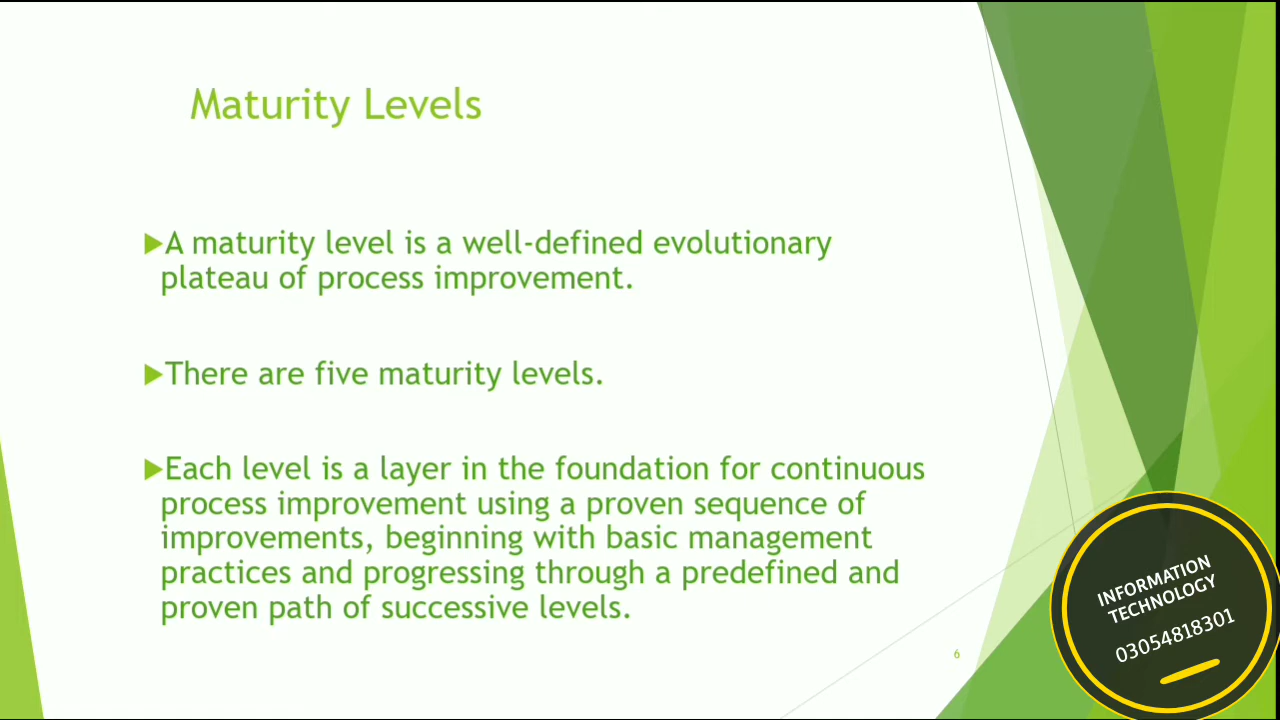 Maturity Levels
A maturity level is a well-defined evolutionary
plateau of process improvement.
There are five maturity levels.
Each level is a layer in the foundation for continuous
process improvement using a proven sequence of
improvements, beginning with basic management
practices and progressing through a predefined and
proven path of successive levels.
6
INFORMATION
TECHNOLOGY
03054818301